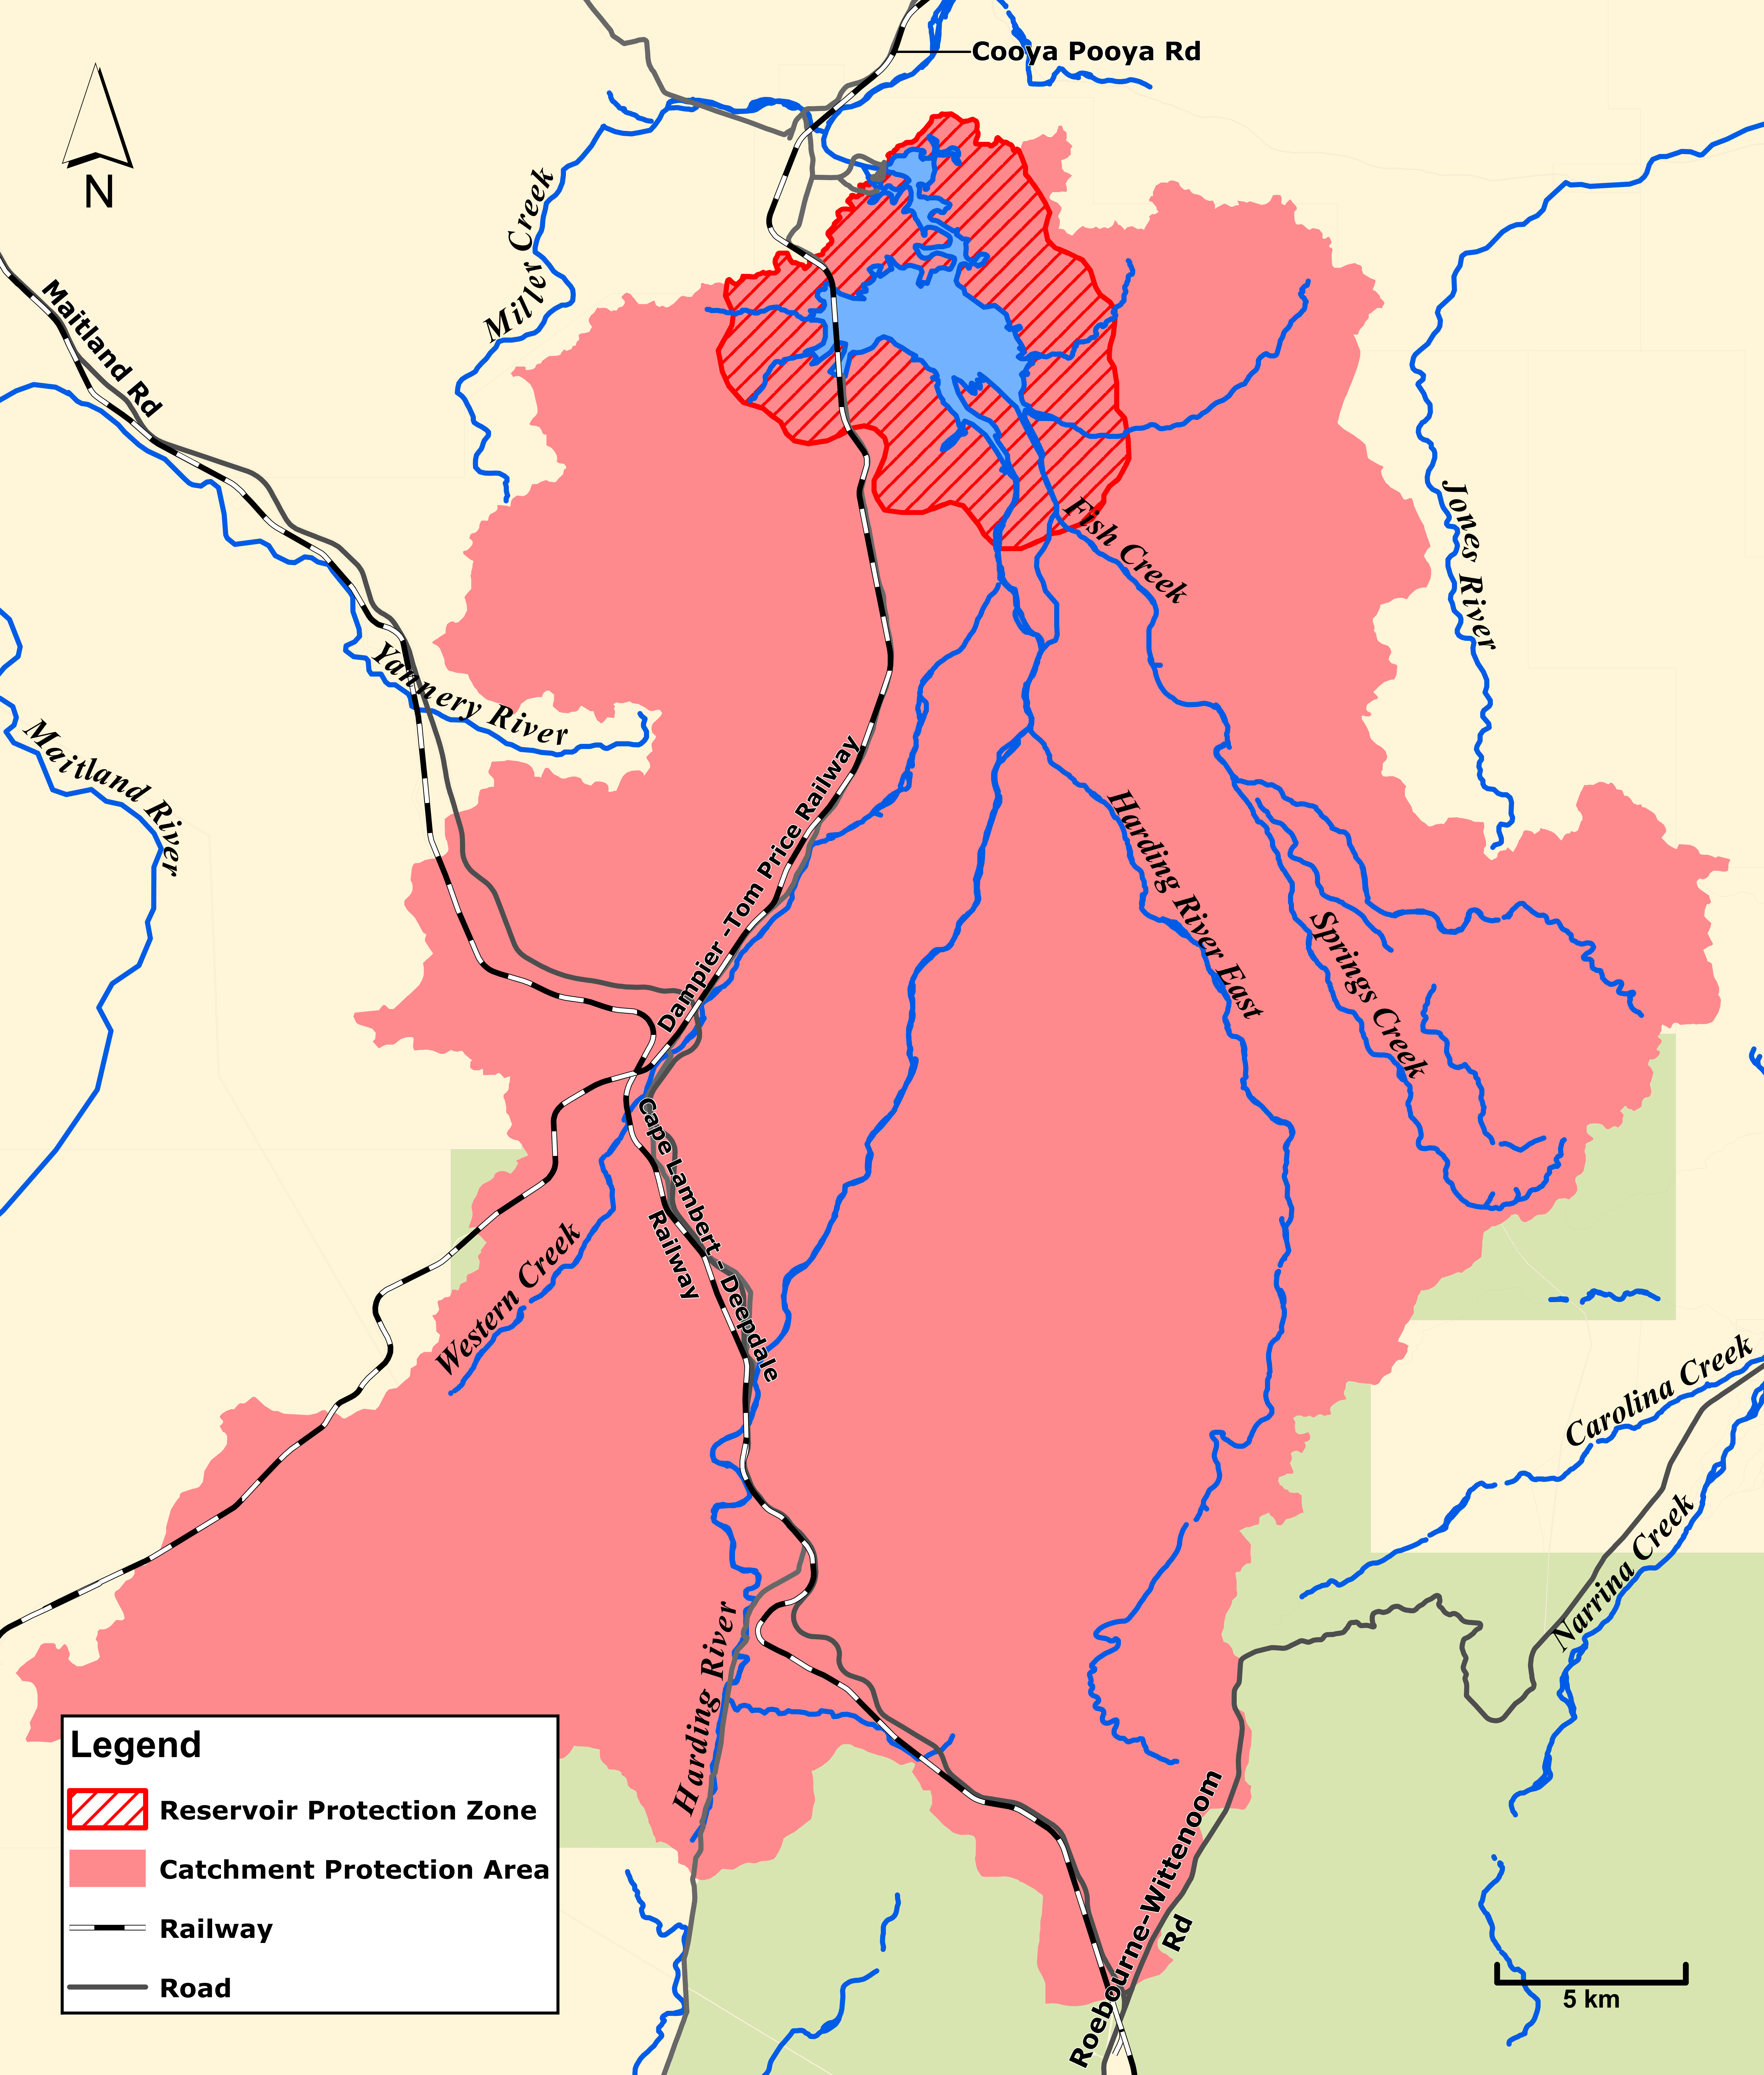 Cooya Pooya Rd
N
Miller Creek
Maitland Rd
Jones River
Fish Creek
Yannery River
Maitland River
Dampier -Tom Price Railway
Harding River East
Springs Creek
Cape Lambert - Deepdale
Railway
Western Creek
Carolina Creek
Narrina Creek
Harding River
Roebourne-Wittenoom
Rd
Legend
Reservoir Protection Zone
Catchment Protection Area
Railway
Road
5 km